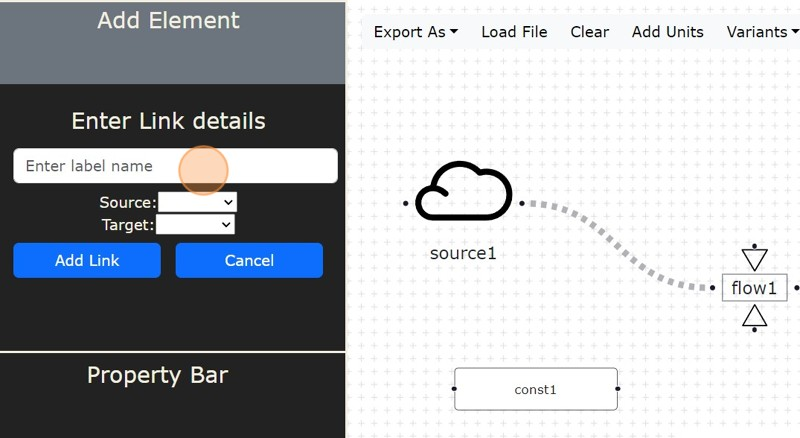 Add Element
Enter Link details
Enter label name
Source:
Target:
Add Link Cancel
Property Bar
Export As Load File Clear Add Units Variants
source1
flow1
const1